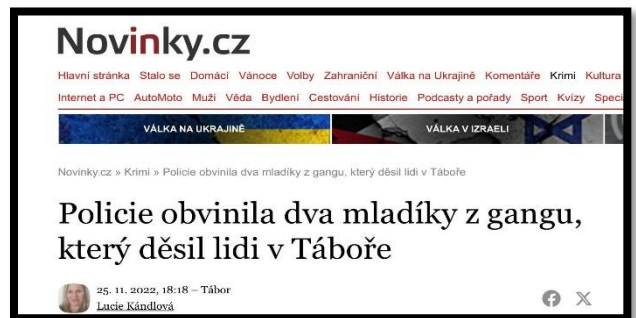 Novinky.cz
Hlavní stránka Stalo se Domácí Vánoce Volby Zahraniční Válka na Ukrajině Komentáře Krimi Kultura
Internet a PC AutoMoto Muži Věda Bydlení Cestování Historie Podcasty a pořady Sport Kvízy Speci
VÁLKA NA UKRAJINĚ VÁLKA V IZRAELI
Novinky.cz » Krimi » Policie obvinila dva mladíky z gangu, který děsil lidi v Táboře
Policie obvinila dva mladíky z gangu,
který děsil lidi v Táboře
25. 11. 2022, 18:18 – Tábor
Lucie Kándlová